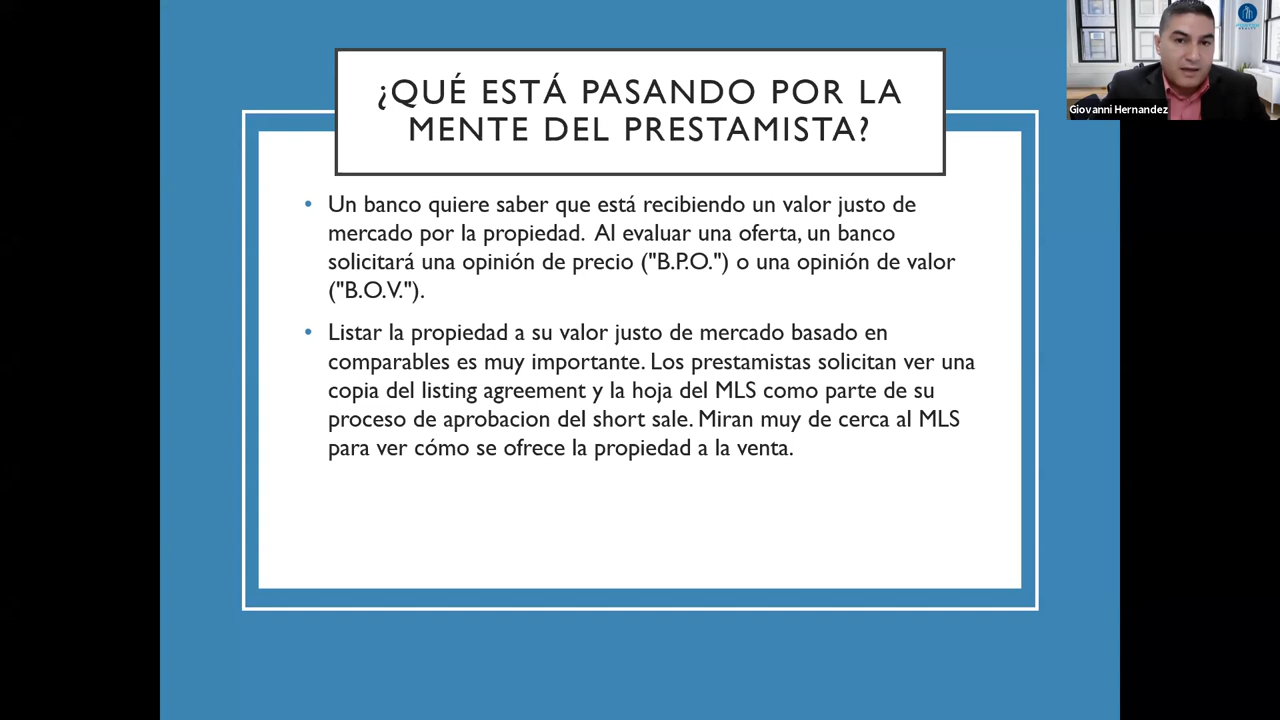 ¿QUÉ ESTÁ PASANDO POR LA
MENTE DEL PRESTAMISTA?
• Un banco quiere saber que está recibiendo un valor justo de
mercado por la propiedad. Al evaluar una oferta, un banco
solicitará una opinión de precio ("B.P.O.") o una opinión de valor
("B.O.V.").
• Listar la propiedad a su valor justo de mercado basado en
comparables es muy importante. Los prestamistas solicitan ver una
copia del listing agreement y la hoja del MLS como parte de su
proceso de aprobacion del short sale. Miran muy de cerca al MLS
para ver cómo se ofrece la propiedad a la venta.
Giovanni Hernandez